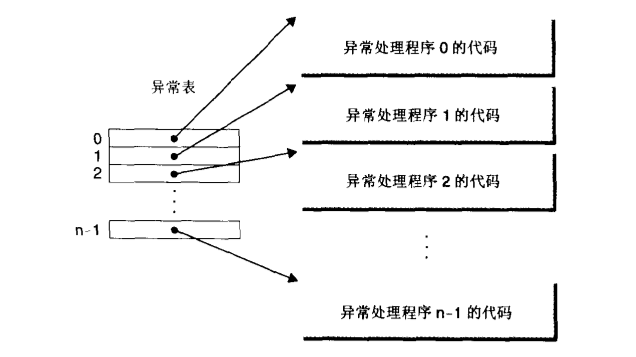 异常表
0
1
2
n-1
异常处理程序 0 的代码
异常处理程序 1 的代码
异常处理程序 2 的代码
异常处理程序 n-1 的代码